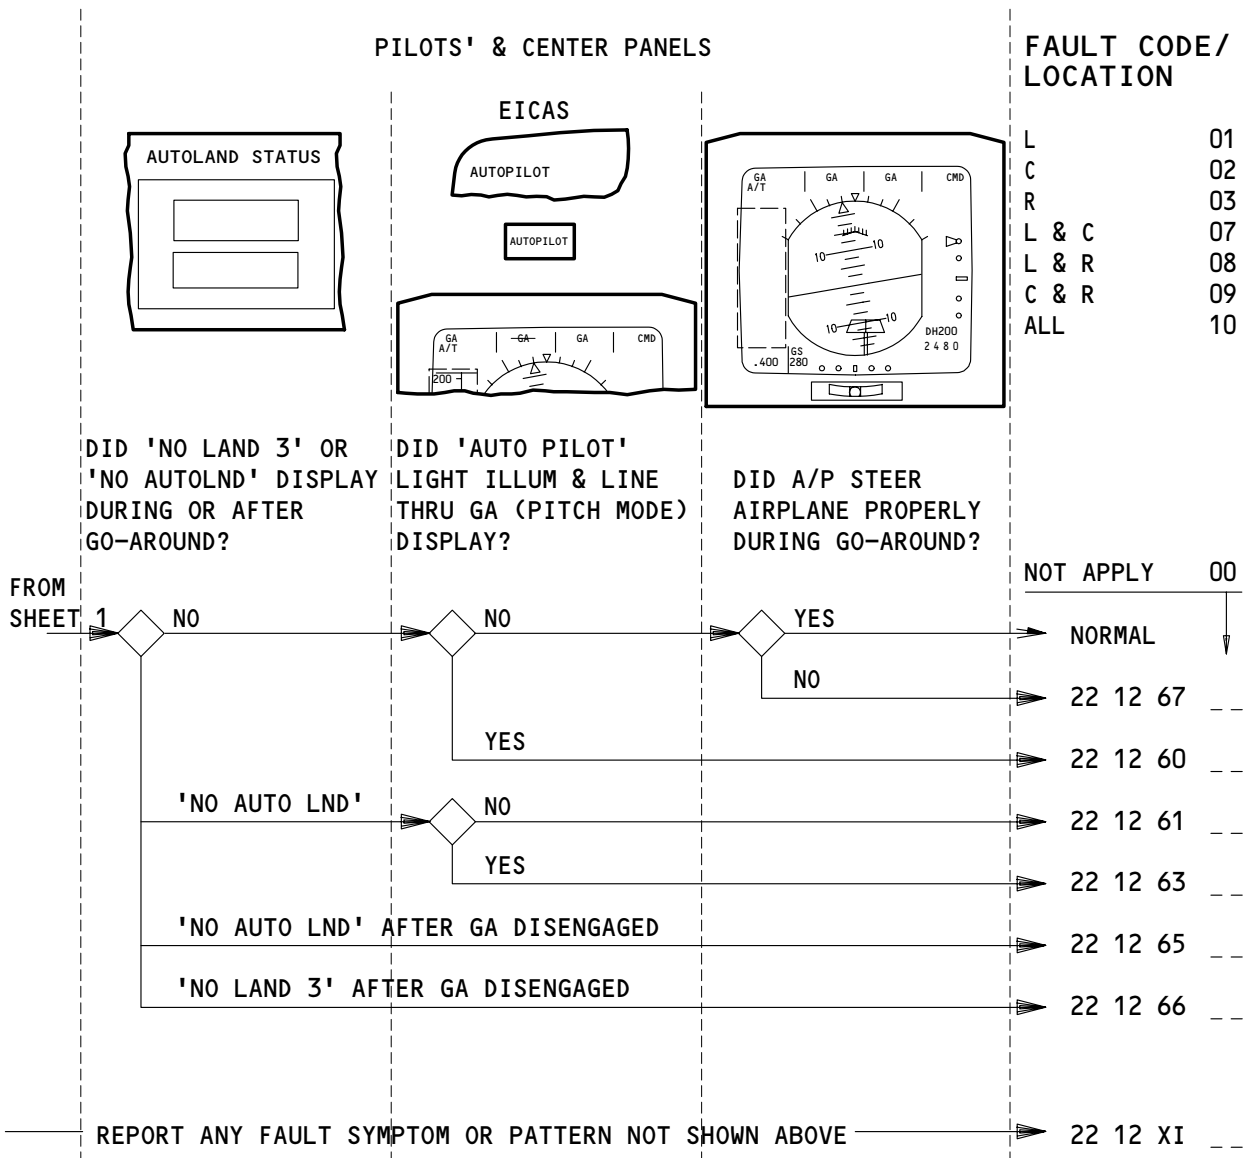 PILOTS' & CENTER PANELS
FAULT CODE/
LOCATION
EICAS
AUTOLAND STATUS
AUTOPILOT
AUTOPILOT
GA
A/T
GA
GA
CMD
200
GA
A/T
GA
GA
CMD
10
10
10
10
DH200
2480
.400
GS
280
L 01
C 02
R 03
L & C 07
L & R 08
C & R 09
ALL 10
DID 'NO LAND 3' OR
'NO AUTOLND' DISPLAY
DURING OR AFTER
GO-AROUND?
DID 'AUTO PILOT'
LIGHT ILLUM & LINE
THRU GA (PITCH MODE)
DISPLAY?
DID A/P STEER
AIRPLANE PROPERLY
DURING GO-AROUND?
NOT APPLY 00
FROM
SHEET 1
NO
NO
YES
NORMAL
NO
22 12 67 _ _
YES
22 12 60 _ _
'NO AUTO LND'
NO
22 12 61 _ _
YES
22 12 63 _ _
'NO AUTO LND' AFTER GA DISENGAGED
22 12 65 _ _
'NO LAND 3' AFTER GA DISENGAGED
22 12 66 _ _
REPORT ANY FAULT SYMPTOM OR PATTERN NOT SHOWN ABOVE
22 12 XI _ _